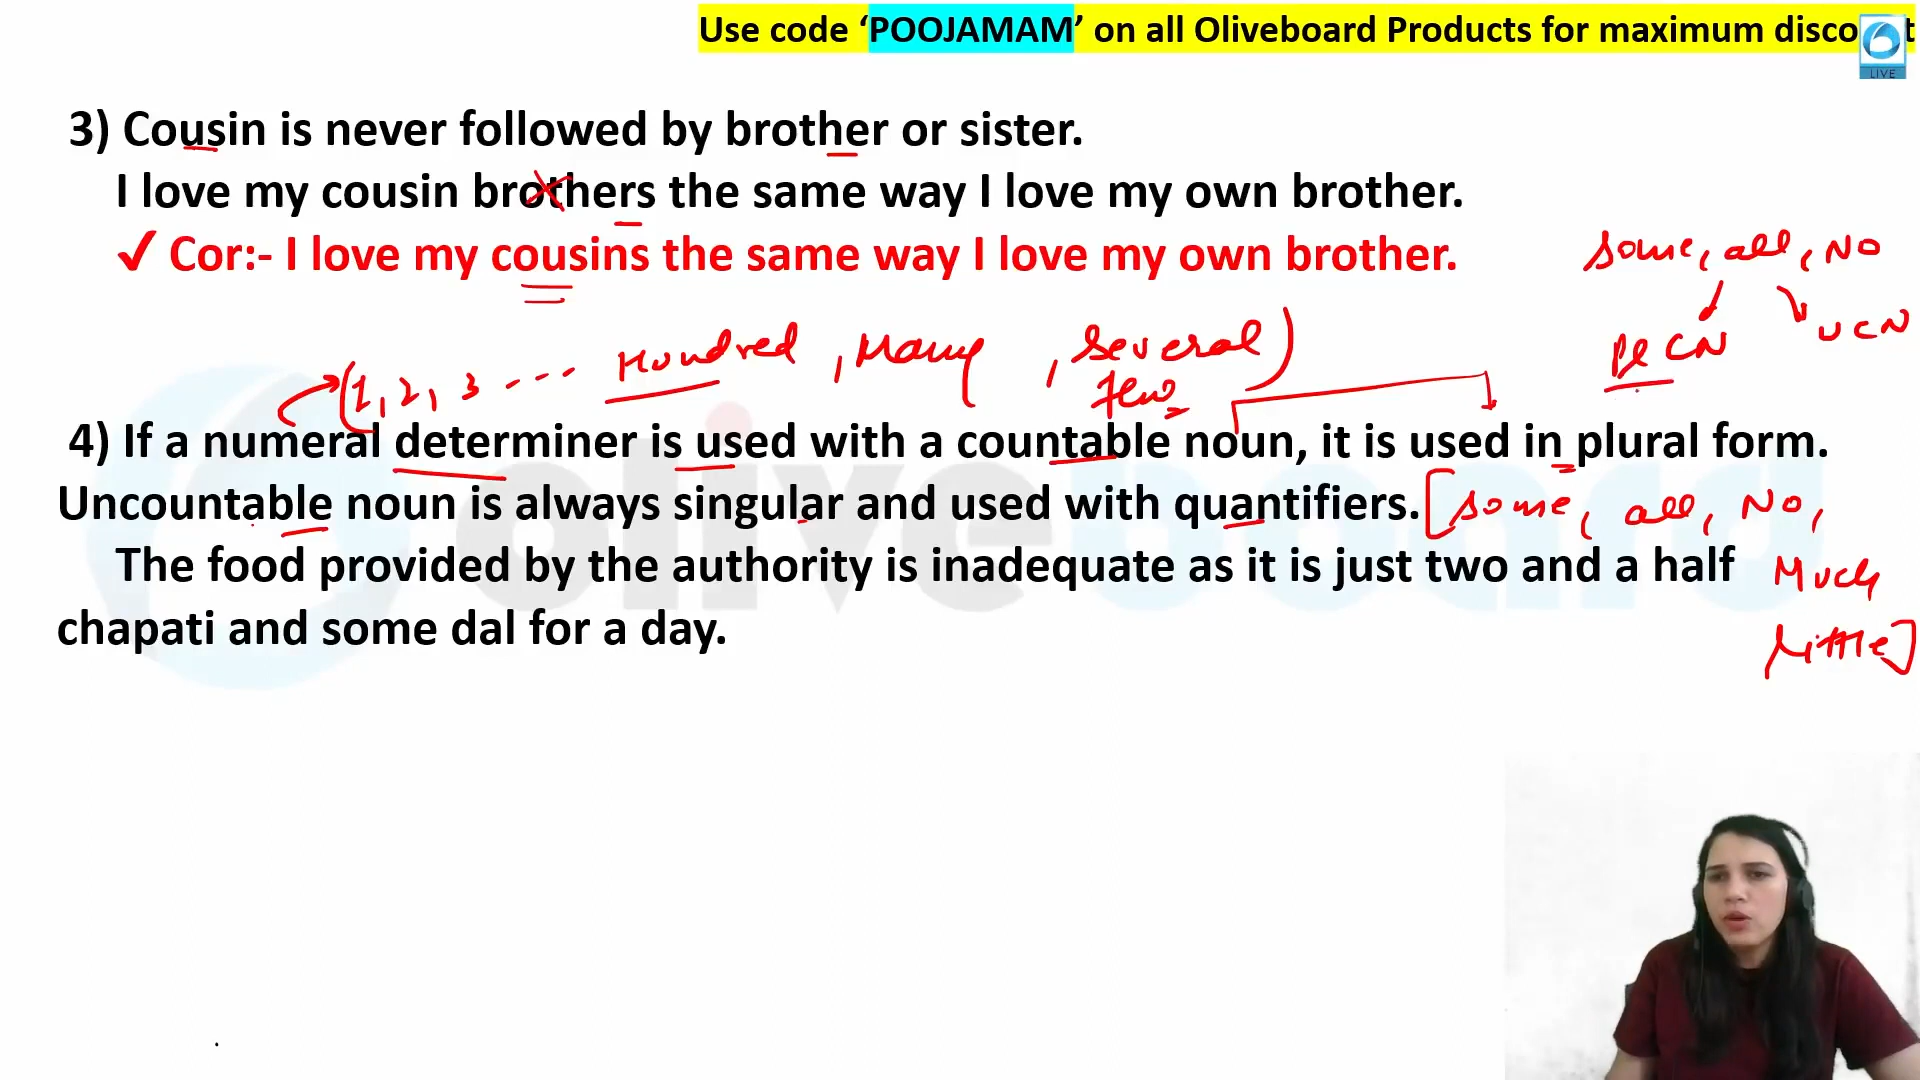 Use code ‘POOJAMAM’ on all Oliveboard Products for maximum disco t
LIVE
3) Cousin is never followed by brother or sister.
I love my cousin brothers the same way I love my own brother.
✓ Cor:- I love my cousins the same way I love my own brother.
Some, all, No
Pl CN
UCN
(1, 2, 3 --- Hundred, Many, Several)
few
4) If a numeral determiner is used with a countable noun, it is used in plural form.
Uncountable noun is always singular and used with quantifiers. [Some, all, No,
The food provided by the authority is inadequate as it is just two and a half
Much
chapati and some dal for a day.
little]
oliveboard